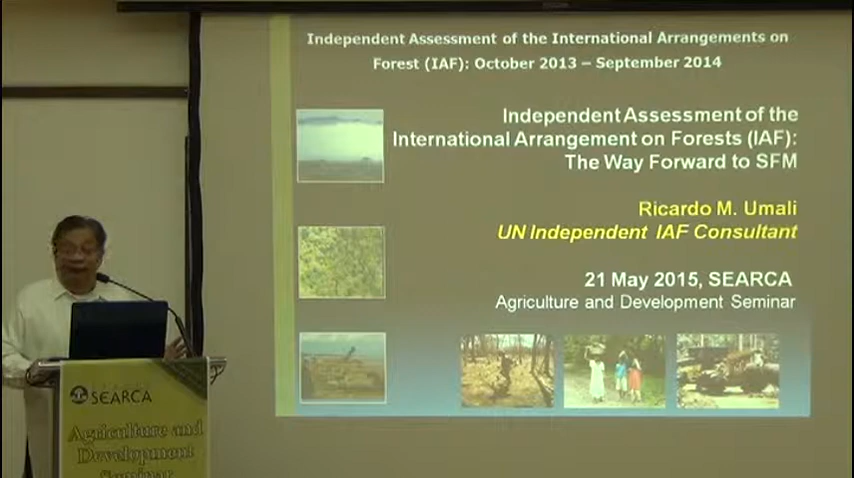 Independent Assessment of the International Arrangements on
Forest (IAF): October 2013 – September 2014
Independent Assessment of the
International Arrangement on Forests (IAF):
The Way Forward to SFM
Ricardo M. Umali
UN Independent IAF Consultant
21 May 2015, SEARCA
Agriculture and Development Seminar
SEARCA
Agriculture and
Development
Seminar